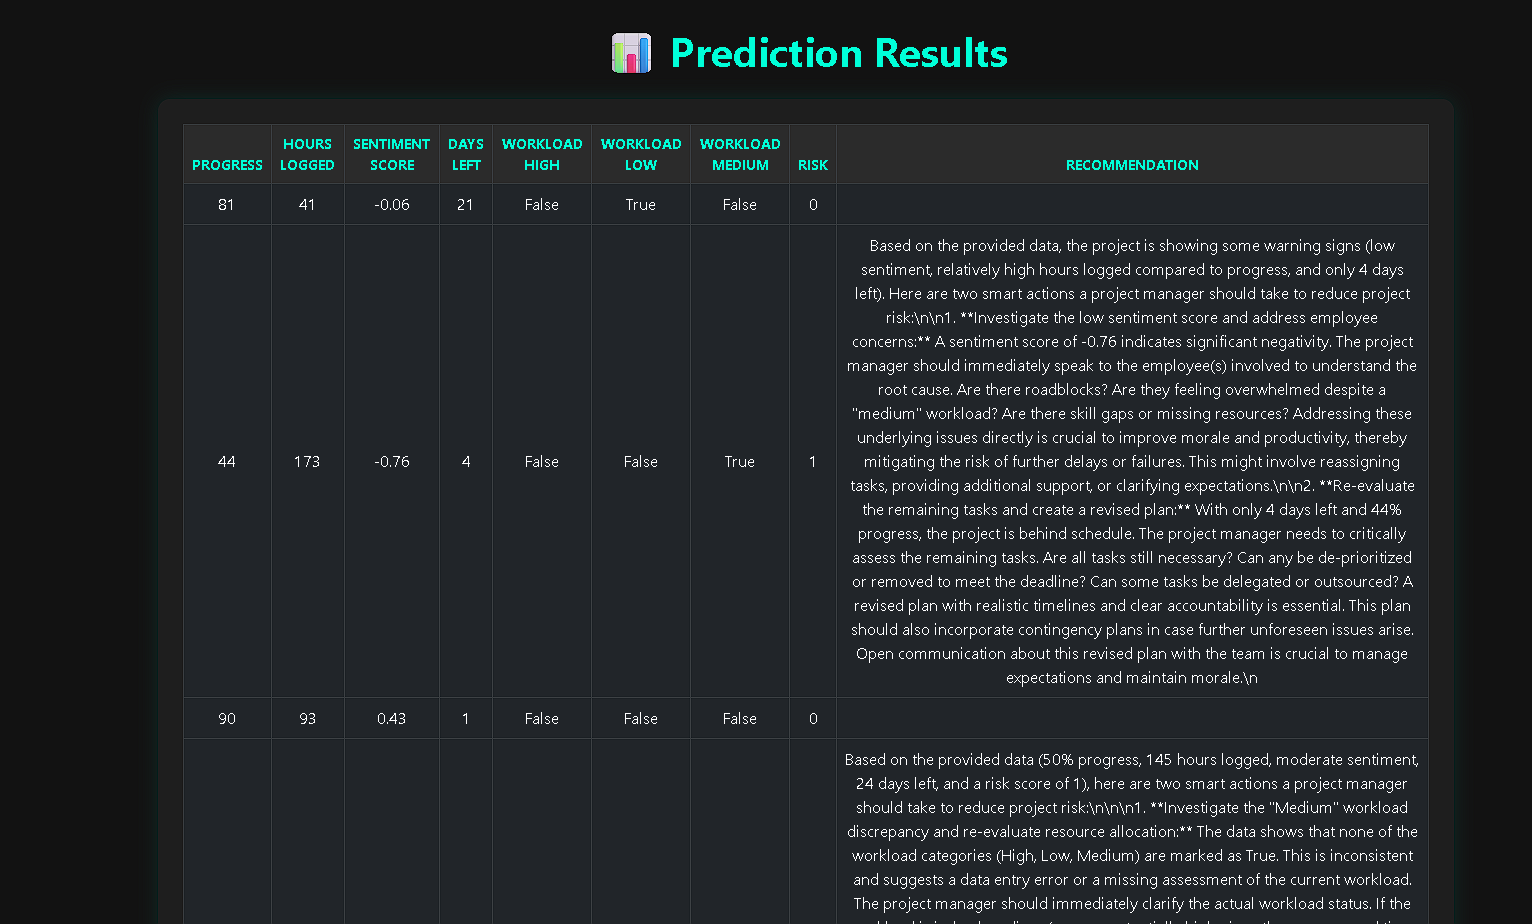 Prediction Results
PROGRESS HOURS LOGGED SENTIMENT SCORE DAYS LEFT WORKLOAD HIGH WORKLOAD LOW WORKLOAD MEDIUM RISK RECOMMENDATION
81 41 -0.06 21 False True False 0
Based on the provided data, the project is showing some warning signs (low
sentiment, relatively high hours logged compared to progress, and only 4 days
left). Here are two smart actions a project manager should take to reduce project
risk:\n\n1. **Investigate the low sentiment score and address employee
concerns:** A sentiment score of -0.76 indicates significant negativity. The project
manager should immediately speak to the employee(s) involved to understand the
root cause. Are there roadblocks? Are they feeling overwhelmed despite a
"medium" workload? Are there skill gaps or missing resources? Addressing these
underlying issues directly is crucial to improve morale and productivity, thereby
44 173 -0.76 4 False False True 1 mitigating the risk of further delays or failures. This might involve reassigning
tasks, providing additional support, or clarifying expectations.\n\n2. **Re-evaluate
the remaining tasks and create a revised plan:** With only 4 days left and 44%
progress, the project is behind schedule. The project manager needs to critically
assess the remaining tasks. Are all tasks still necessary? Can any be de-prioritized
or removed to meet the deadline? Can some tasks be delegated or outsourced? A
revised plan with realistic timelines and clear accountability is essential. This plan
should also incorporate contingency plans in case further unforeseen issues arise.
Open communication about this revised plan with the team is crucial to manage
expectations and maintain morale.\n
90 93 0.43 1 False False False 0
Based on the provided data (50% progress, 145 hours logged, moderate sentiment,
24 days left, and a risk score of 1), here are two smart actions a project manager
should take to reduce project risk:\n\n\n1. **Investigate the "Medium" workload
discrepancy and re-evaluate resource allocation:** The data shows that none of the
workload categories (High, Low, Medium) are marked as True. This is inconsistent
and suggests a data entry error or a missing assessment of the current workload.
The project manager should immediately clarify the actual workload status. If the